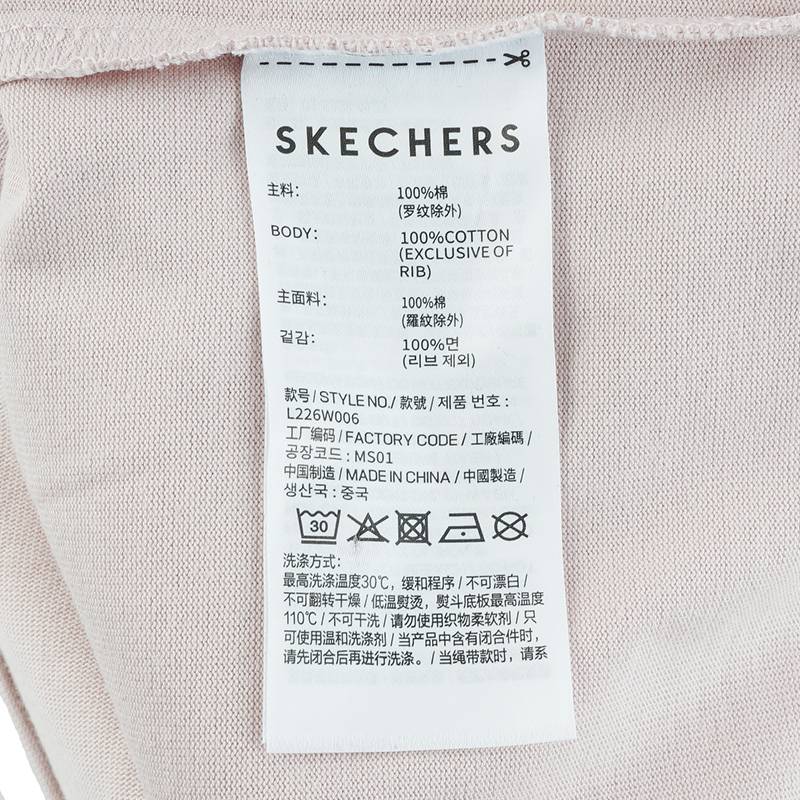 SKECHERS
主料： 100%棉
(罗纹除外)
BODY： 100%COTTON
(EXCLUSIVE OF
RIB)
主面料： 100%棉
(羅紋除外)
겉감： 100%면
(리브 제외)
款号 / STYLE NO./ 款號 / 제품 번호 :
L226W006
工厂编码 / FACTORY CODE / 工廠編碼 /
공장코드 : MS01
中国制造 / MADE IN CHINA / 中國製造 /
생산국 : 중국
30
洗涤方式：
最高洗涤温度30℃，缓和程序 / 不可漂白 /
不可翻转干燥 / 低温熨烫，熨斗底板最高温度
110℃ / 不可干洗 / 请勿使用织物柔软剂 / 只
可使用温和洗涤剂 / 当产品中含有闭合件时，
请先闭合后再进行洗涤。/ 当绳带款时，请系